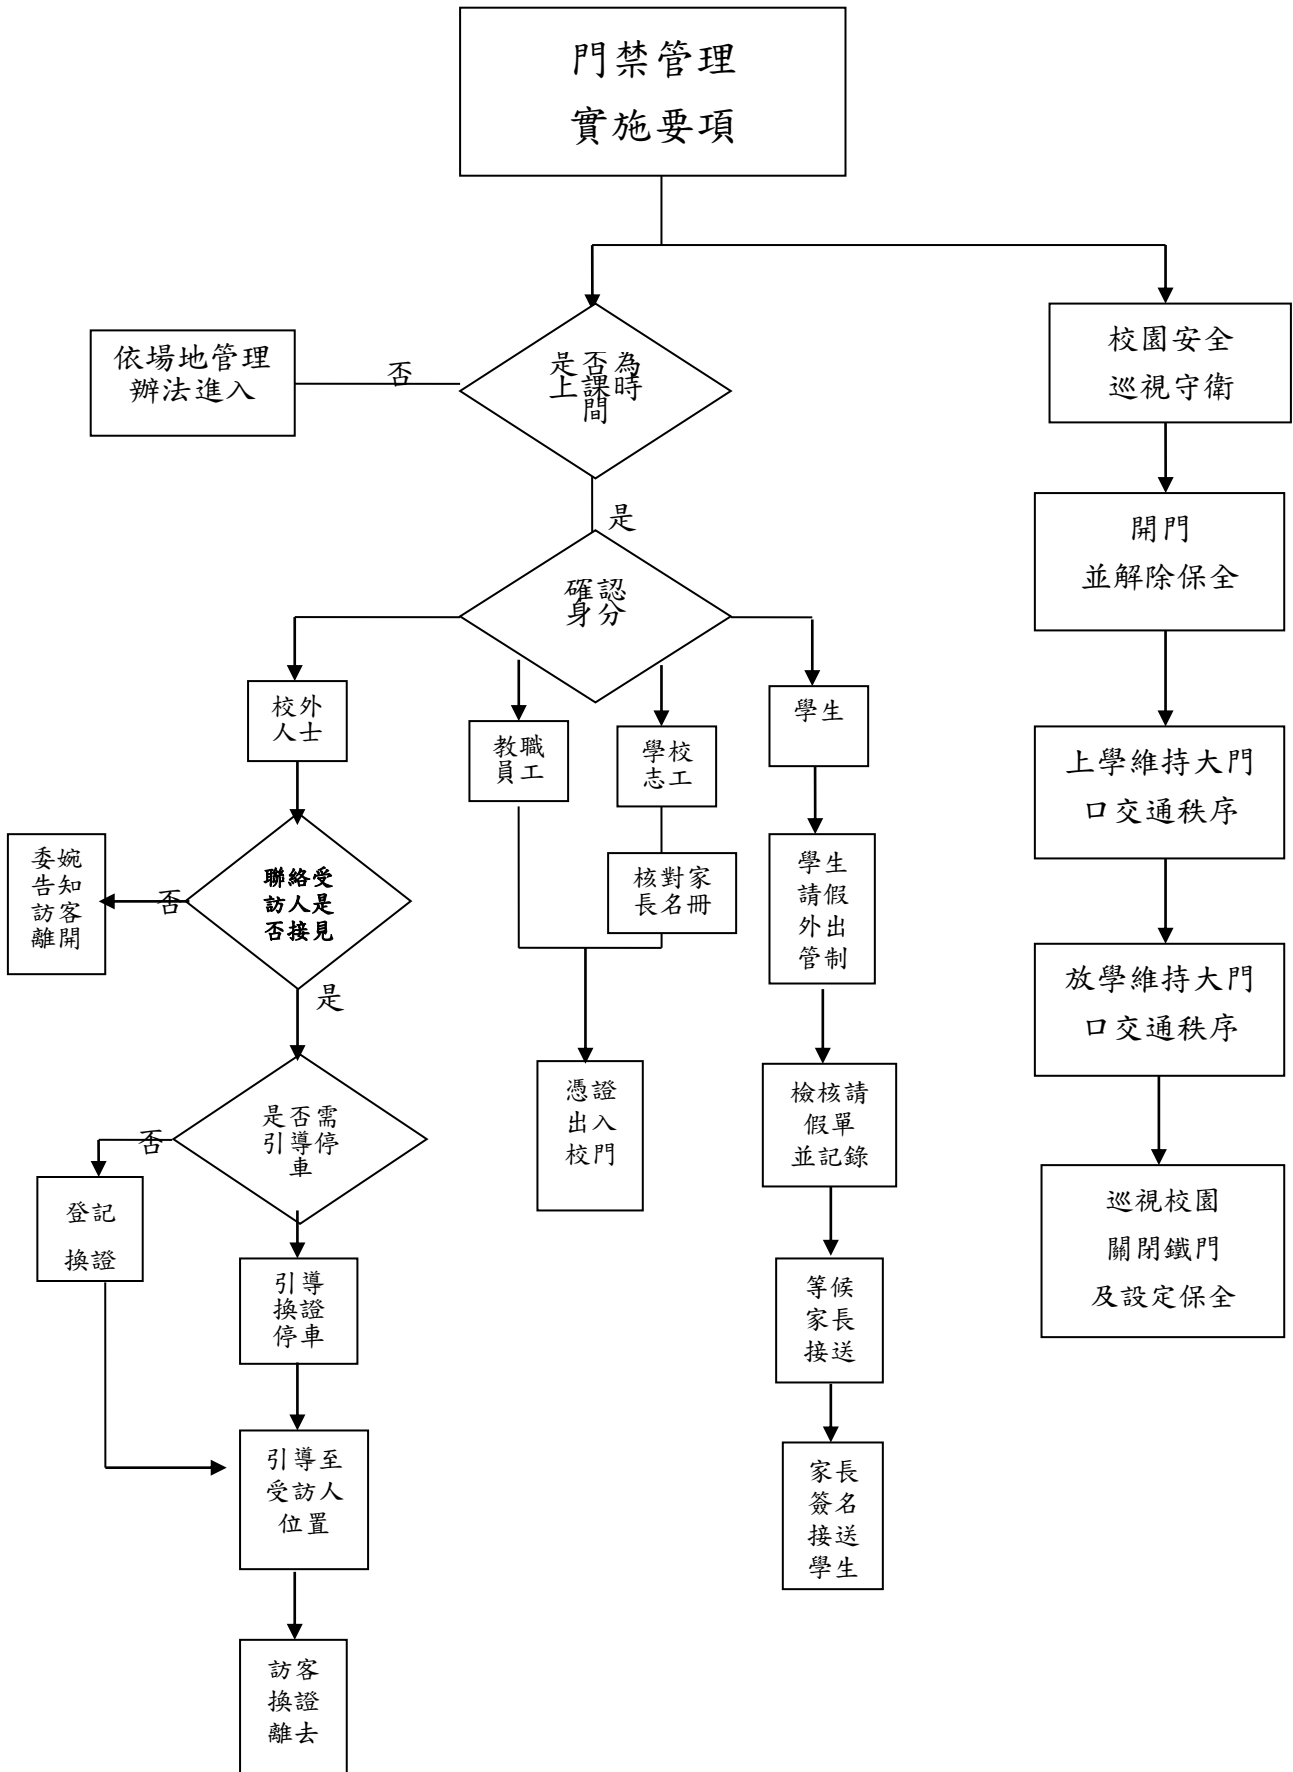 門禁管理
實施要項
依場地管理
辦法進入
否
是否為
上課時
間
校園安全
巡視守衛
是
開門
並解除保全
確認
身分
校外
人士
教職
員工
學校
志工
學生
上學維持大門
口交通秩序
委婉
告知
訪客
離開
否
聯絡受
訪人是
否接見
核對家
長名冊
學生
請假
外出
管制
放學維持大門
口交通秩序
是
是否需
引導停
車
否
憑證
出入
校門
檢核請
假單
並記錄
登記
換證
巡視校園
關閉鐵門
及設定保全
引導
換證
停車
等候
家長
接送
引導至
受訪人
位置
家長
簽名
接送
學生
訪客
換證
離去